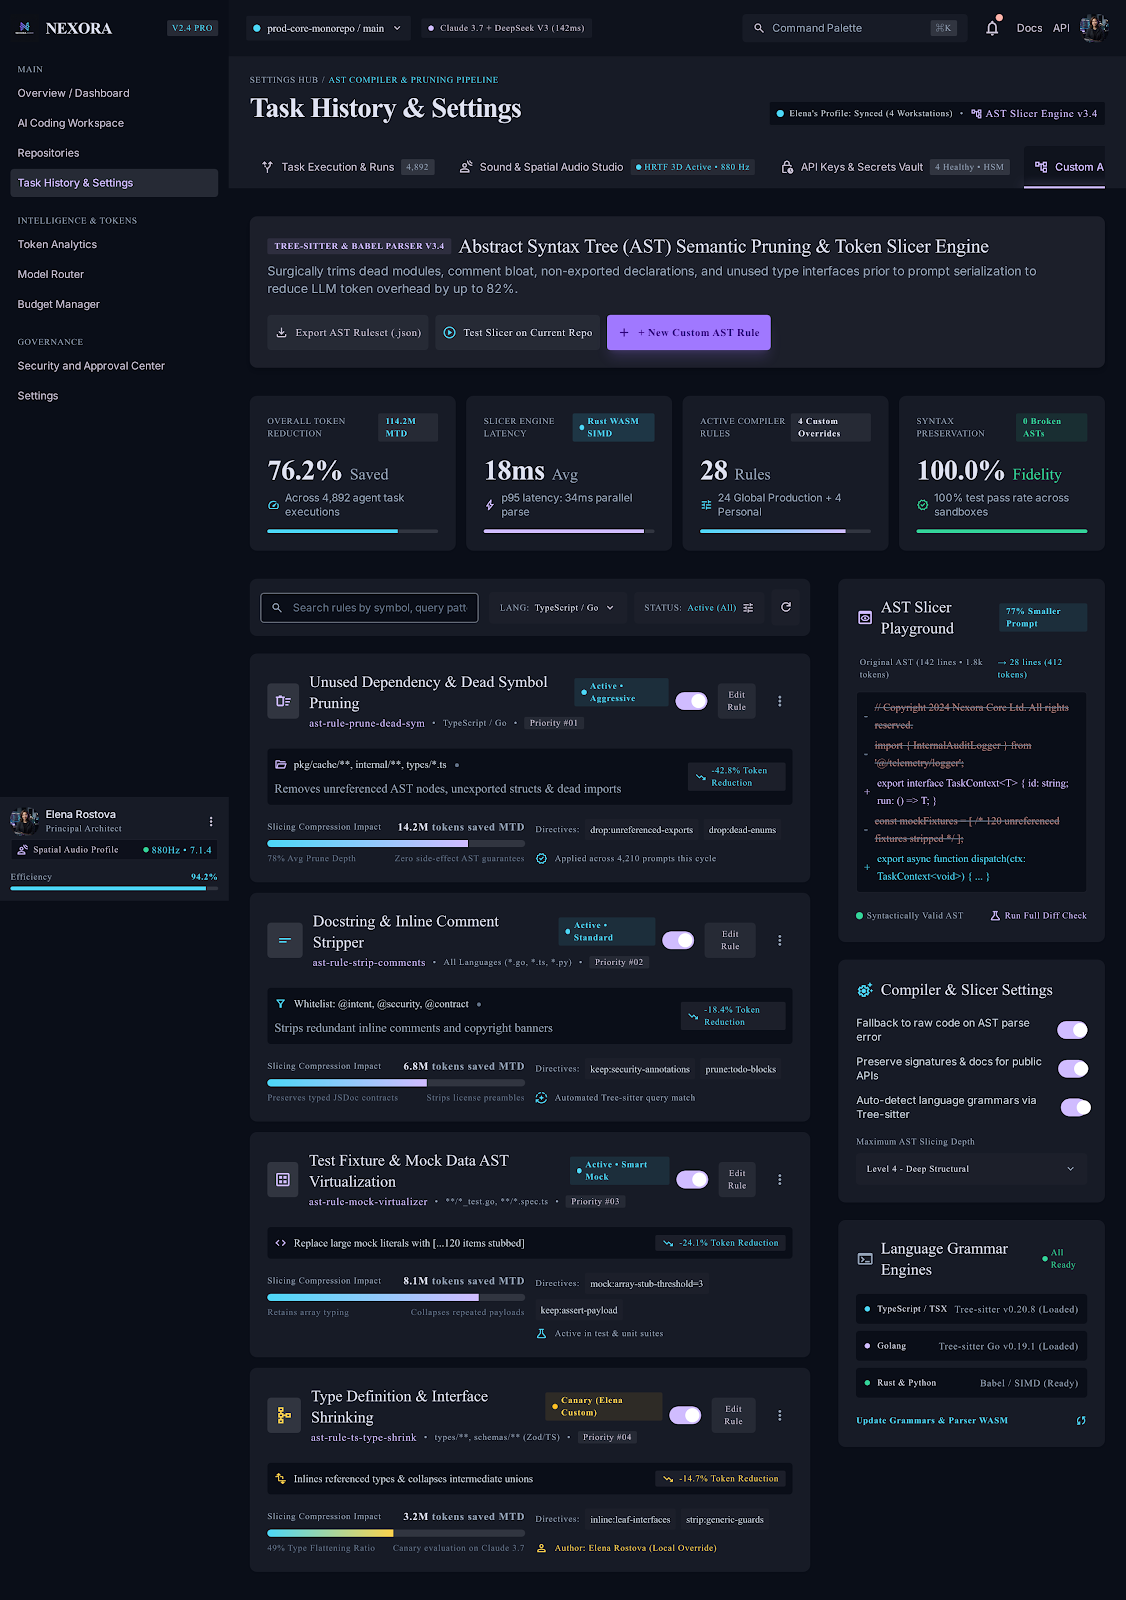 NEXORA
V2.4 PRO
prod-core-monorepo / main
Claude 3.7 + DeepSeek V3 (142ms)
Command Palette
⌘K
Docs
API
MAIN
Overview / Dashboard
AI Coding Workspace
Repositories
Task History & Settings
INTELLIGENCE & TOKENS
Token Analytics
Model Router
Budget Manager
GOVERNANCE
Security and Approval Center
Settings
Elena Rostova
Principal Architect
Spatial Audio Profile
880Hz • 7.1.4
Efficiency
94.2%
SETTINGS HUB / AST COMPILER & PRUNING PIPELINE
Task History & Settings
Elena's Profile: Synced (4 Workstations) • AST Slicer Engine v3.4
Task Execution & Runs
4,892
Sound & Spatial Audio Studio
HRTF 3D Active • 880 Hz
API Keys & Secrets Vault
4 Healthy • HSM
Custom A
TREE-SITTER & BABEL PARSER V3.4
Abstract Syntax Tree (AST) Semantic Pruning & Token Slicer Engine
Surgically trims dead modules, comment bloat, non-exported declarations, and unused type interfaces prior to prompt serialization to
reduce LLM token overhead by up to 82%.
Export AST Ruleset (.json)
Test Slicer on Current Repo
+ New Custom AST Rule
OVERALL TOKEN
REDUCTION
114.2M
MTD
76.2% Saved
Across 4,892 agent task
executions
SLICER ENGINE
LATENCY
Rust WASM
SIMD
18ms Avg
p95 latency: 34ms parallel
parse
ACTIVE COMPILER
RULES
4 Custom
Overrides
28 Rules
24 Global Production + 4
Personal
SYNTAX
PRESERVATION
0 Broken
ASTs
100.0% Fidelity
100% test pass rate across
sandboxes
Search rules by symbol, query patt
LANG: TypeScript / Go
STATUS: Active (All)
Unused Dependency & Dead Symbol
Pruning
Active •
Aggressive
Edit
Rule
ast-rule-prune-dead-sym • TypeScript / Go • Priority #01
pkg/cache/**, internal/**, types/*.ts •
Removes unreferenced AST nodes, unexported structs & dead imports
-42.8% Token
Reduction
Slicing Compression Impact 14.2M tokens saved MTD
78% Avg Prune Depth Zero side-effect AST guarantees
Directives: drop:unreferenced-exports drop:dead-enums
Applied across 4,210 prompts this cycle
Docstring & Inline Comment
Stripper
Active •
Standard
Edit
Rule
ast-rule-strip-comments • All Languages (*.go, *.ts, *.py) • Priority #02
Whitelist: @intent, @security, @contract •
Strips redundant inline comments and copyright banners
-18.4% Token
Reduction
Slicing Compression Impact 6.8M tokens saved MTD
Preserves typed JSDoc contracts Strips license preambles
Directives: keep:security-annotations prune:todo-blocks
Automated Tree-sitter query match
Test Fixture & Mock Data AST
Virtualization
Active • Smart
Mock
Edit
Rule
ast-rule-mock-virtualizer • **/*_test.go, **/*.spec.ts • Priority #03
Replace large mock literals with [...120 items stubbed]
-24.1% Token Reduction
Slicing Compression Impact 8.1M tokens saved MTD
Retains array typing Collapses repeated payloads
Directives: mock:array-stub-threshold=3
keep:assert-payload
Active in test & unit suites
Type Definition & Interface
Shrinking
Canary (Elena
Custom)
Edit
Rule
ast-rule-ts-type-shrink • types/**, schemas/** (Zod/TS) • Priority #04
Inlines referenced types & collapses intermediate unions
-14.7% Token Reduction
Slicing Compression Impact 3.2M tokens saved MTD
49% Type Flattening Ratio Canary evaluation on Claude 3.7
Directives: inline:leaf-interfaces strip:generic-guards
Author: Elena Rostova (Local Override)
AST Slicer
Playground
77% Smaller
Prompt
Original AST (142 lines • 1.8k
tokens)
→ 28 lines (412
tokens)
- // Copyright 2024 Nexora Core Ltd. All rights
reserved.
- import { InternalAuditLogger } from
'@/telemetry/logger';
+ export interface TaskContext<T> { id: string;
run: () => T; }
- const mockFixtures = [ /* 120 unreferenced
fixtures stripped */ ];
+ export async function dispatch(ctx:
TaskContext<void>) { ... }
Syntactically Valid AST
Run Full Diff Check
Compiler & Slicer Settings
Fallback to raw code on AST parse
error
Preserve signatures & docs for public
APIs
Auto-detect language grammars via
Tree-sitter
Maximum AST Slicing Depth
Level 4 - Deep Structural
Language Grammar
Engines
All
Ready
TypeScript / TSX Tree-sitter v0.20.8 (Loaded)
Golang Tree-sitter Go v0.19.1 (Loaded)
Rust & Python Babel / SIMD (Ready)
Update Grammars & Parser WASM